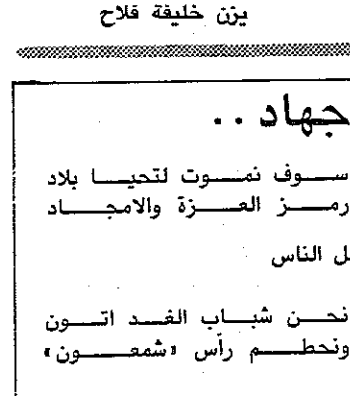 يزن خليفة فلاح
جهاد ..
سوف نموت لتحيا بلاد
رمز العزة والامجاد
ل الناس
نحن شباب الغد اتون
ونحطم رأس «شمعون»